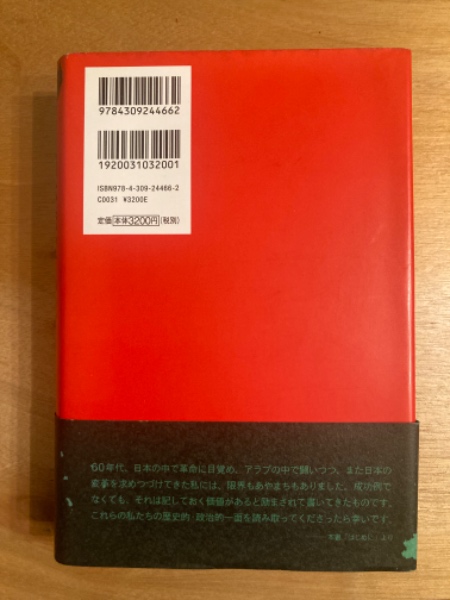 9784309244662
1920031032001
ISBN978-4-309-24466-2
C0031 ¥3200E
定価 本体3200円(税別)
'60年代、日本の中で革命に目覚め、アラブの中で闘いつつ、また日本の
変革を求めつづけてきた私には、限界もあやまちもありました。成功例で
なくても、それは記しておく価値があると励まされて書いてきたものです。
これらの私たちの歴史的・政治的一面を読み取ってくださったら幸いです。
——本書「はじめに」より